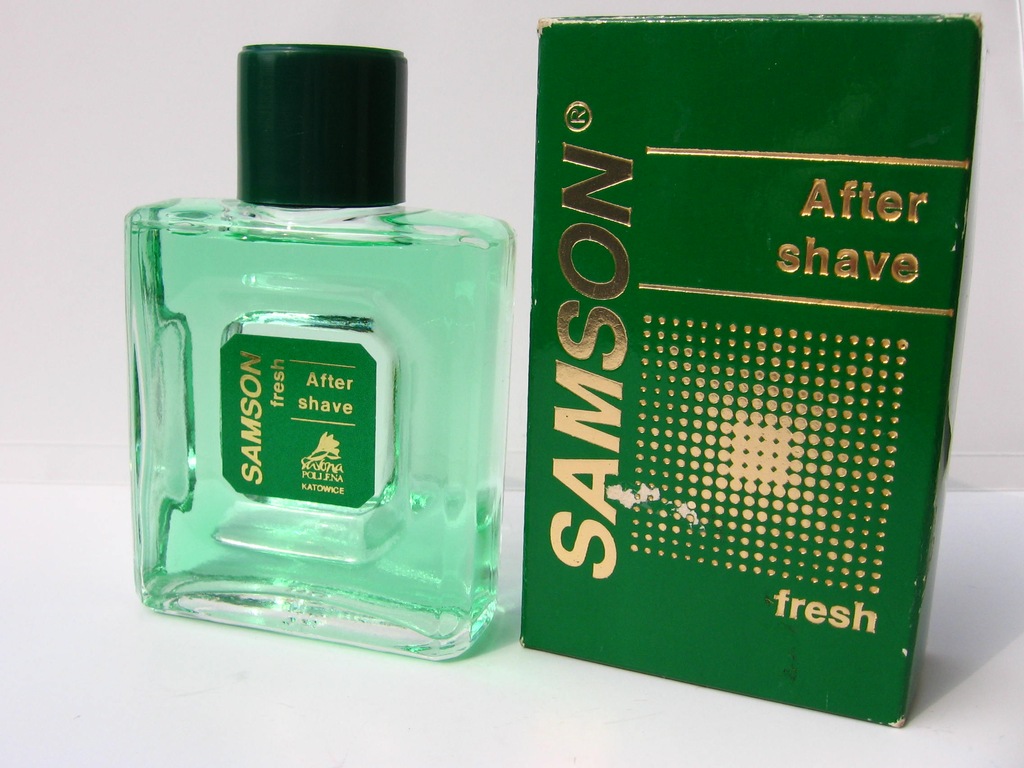 SAMSON
fresh
After
shave
POLLENA
KATOWICE
SAMSON®
After
shave
fresh